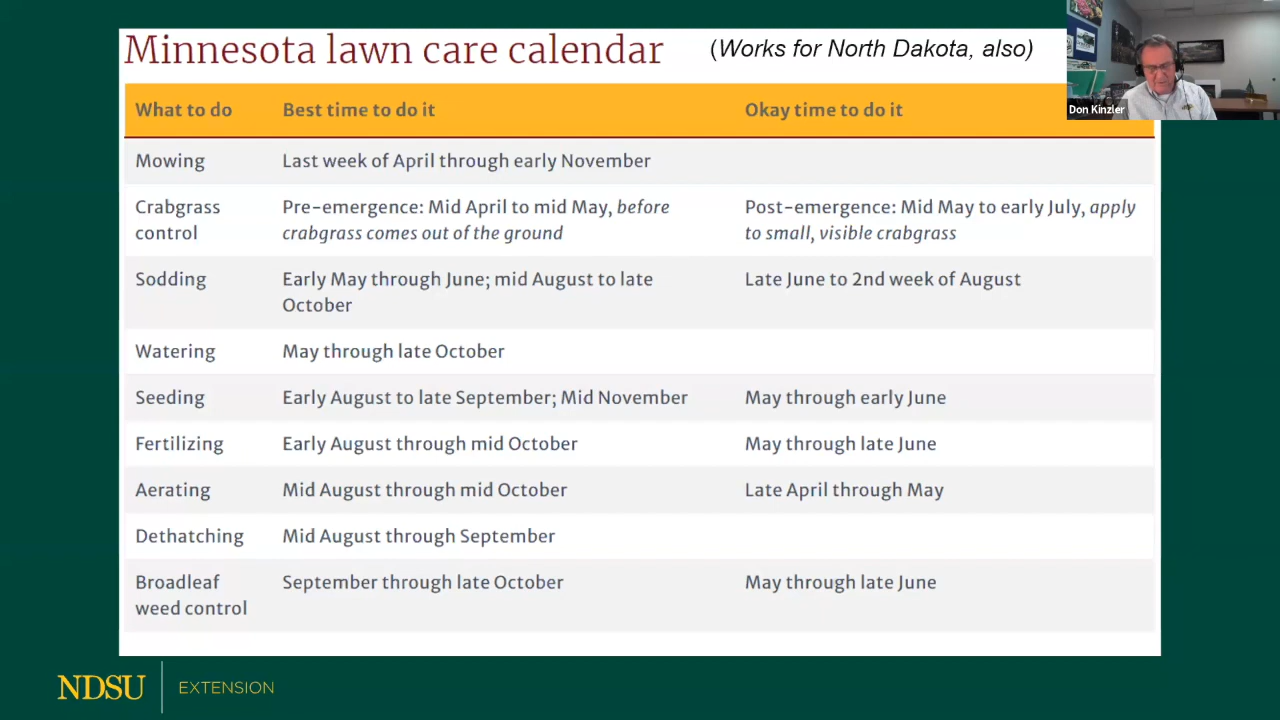 Minnesota lawn care calendar (Works for North Dakota, also)
Don Kinzler
What to do Best time to do it Okay time to do it
Mowing Last week of April through early November
Crabgrass control Pre-emergence: Mid April to mid May, before Post-emergence: Mid May to early July, apply
crabgrass comes out of the ground to small, visible crabgrass
Sodding Early May through June; mid August to late Late June to 2nd week of August
October
Watering May through late October
Seeding Early August to late September; Mid November May through early June
Fertilizing Early August through mid October May through late June
Aerating Mid August through mid October Late April through May
Dethatching Mid August through September
Broadleaf September through late October May through late June
weed control
NDSU EXTENSION